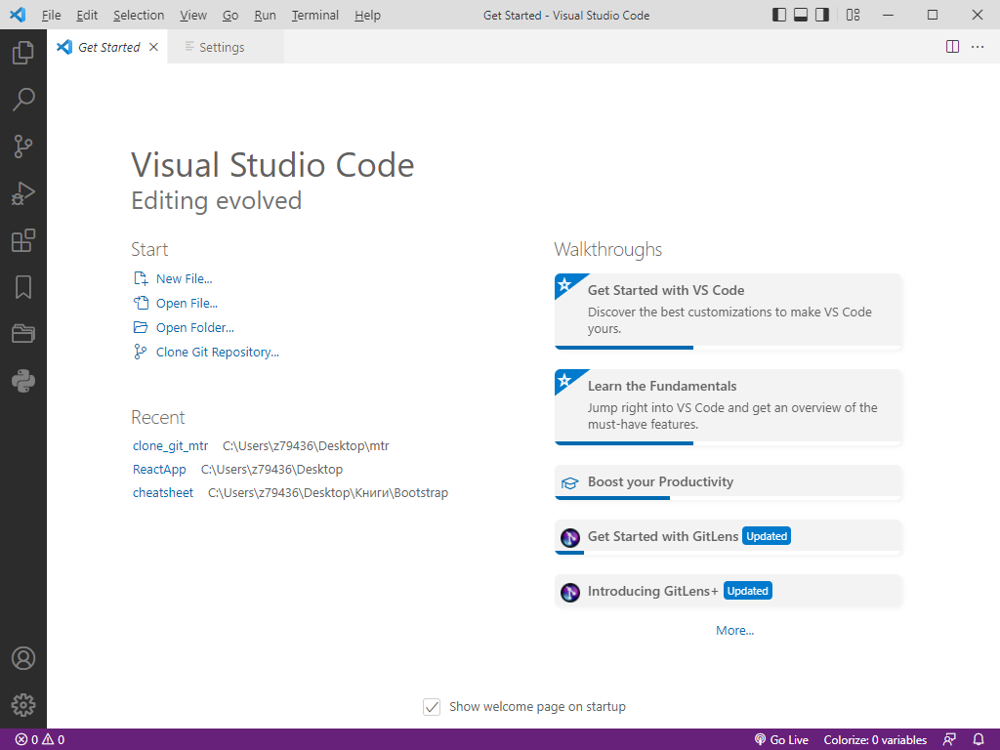 File Edit Selection View Go Run Terminal Help Get Started - Visual Studio Code
Get Started Settings
Visual Studio Code
Editing evolved
Start
New File...
Open File...
Open Folder...
Clone Git Repository...
Recent
clone_git_mtr C:\Users\z79436\Desktop\mtr
ReactApp C:\Users\z79436\Desktop
cheatsheet C:\Users\z79436\Desktop\Книги\Bootstrap
Walkthroughs
Get Started with VS Code
Discover the best customizations to make VS Code
yours.
Learn the Fundamentals
Jump right into VS Code and get an overview of the
must-have features.
Boost your Productivity
Get Started with GitLens Updated
Introducing GitLens+ Updated
More...
Show welcome page on startup
0 0 Go Live Colorize: 0 variables